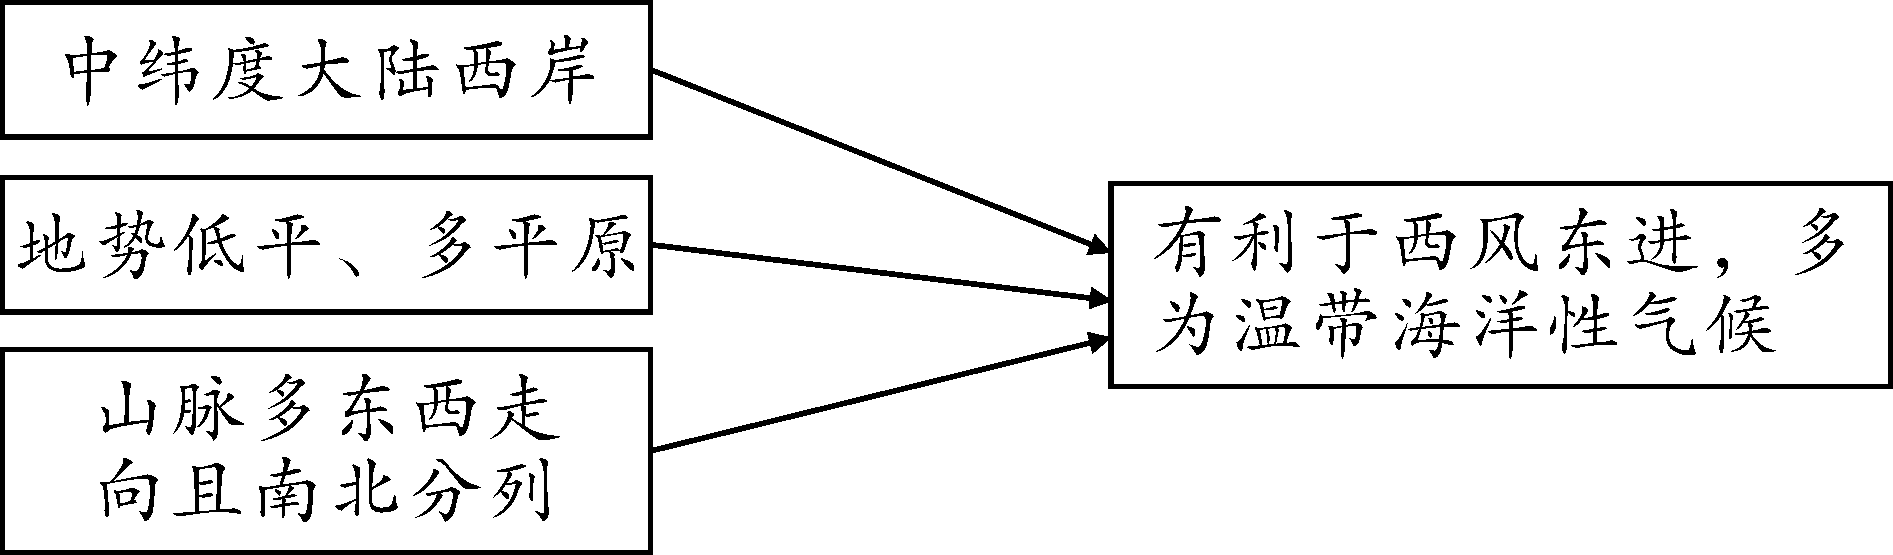 中纬度大陆西岸
地势低平、多平原
山脉多东西走
向且南北分列
有利于西风东进，多
为温带海洋性气候